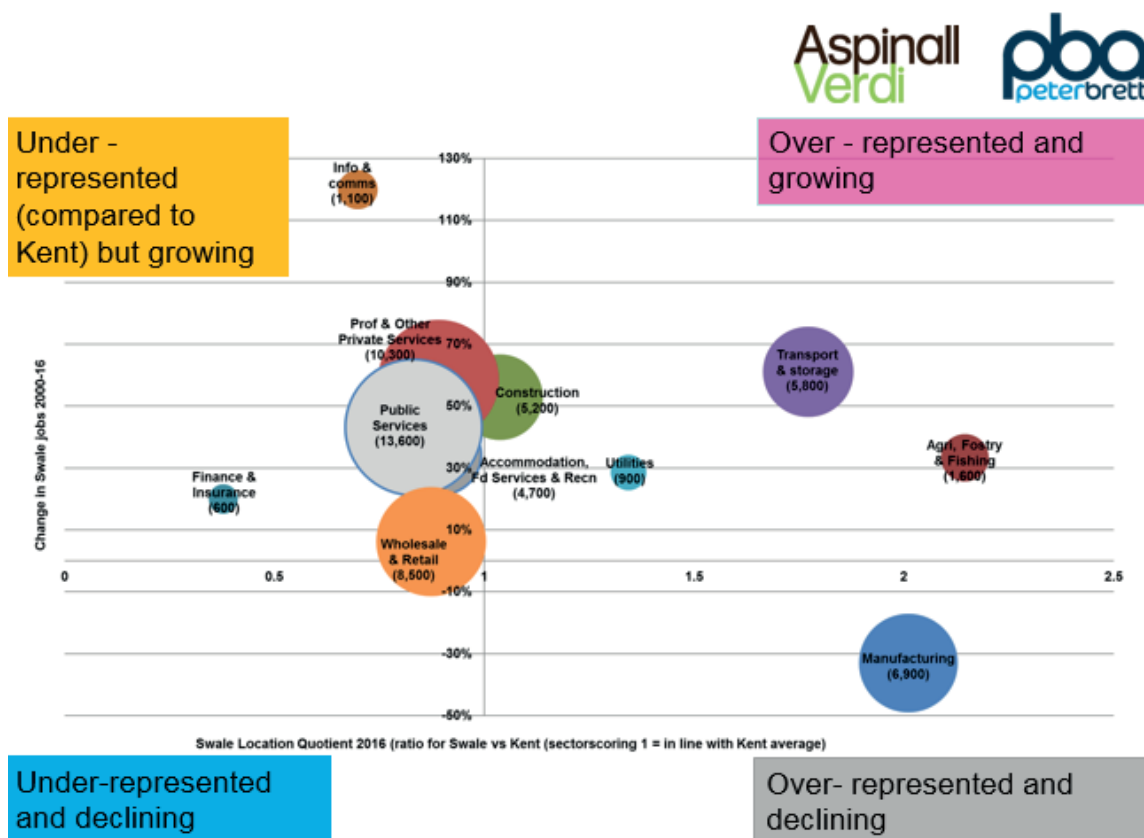 Aspinall
Verdi
pba
peterbrett
Under -
represented
(compared to
Kent) but growing
Over - represented and
growing
130%
110%
90%
70%
50%
30%
10%
-10%
-30%
-50%
Change in Swale jobs 2000-16
Info &
comms
(1,100)
Prof & Other
Private Services
(10,300)
Public
Services
(13,600)
Construction
(5,200)
Transport
& storage
(5,800)
Accommodation,
Fd Services & Recn
(4,700)
Utilities
(900)
Agri, Fostry
& Fishing
(1,600)
Finance &
Insurance
(600)
Wholesale
& Retail
(8,500)
Manufacturing
(6,900)
0
0.5
1
1.5
2
2.5
Swale Location Quotient 2016 (ratio for Swale vs Kent (sectorscoring 1 = in line with Kent average)
Under-represented
and declining
Over- represented and
declining